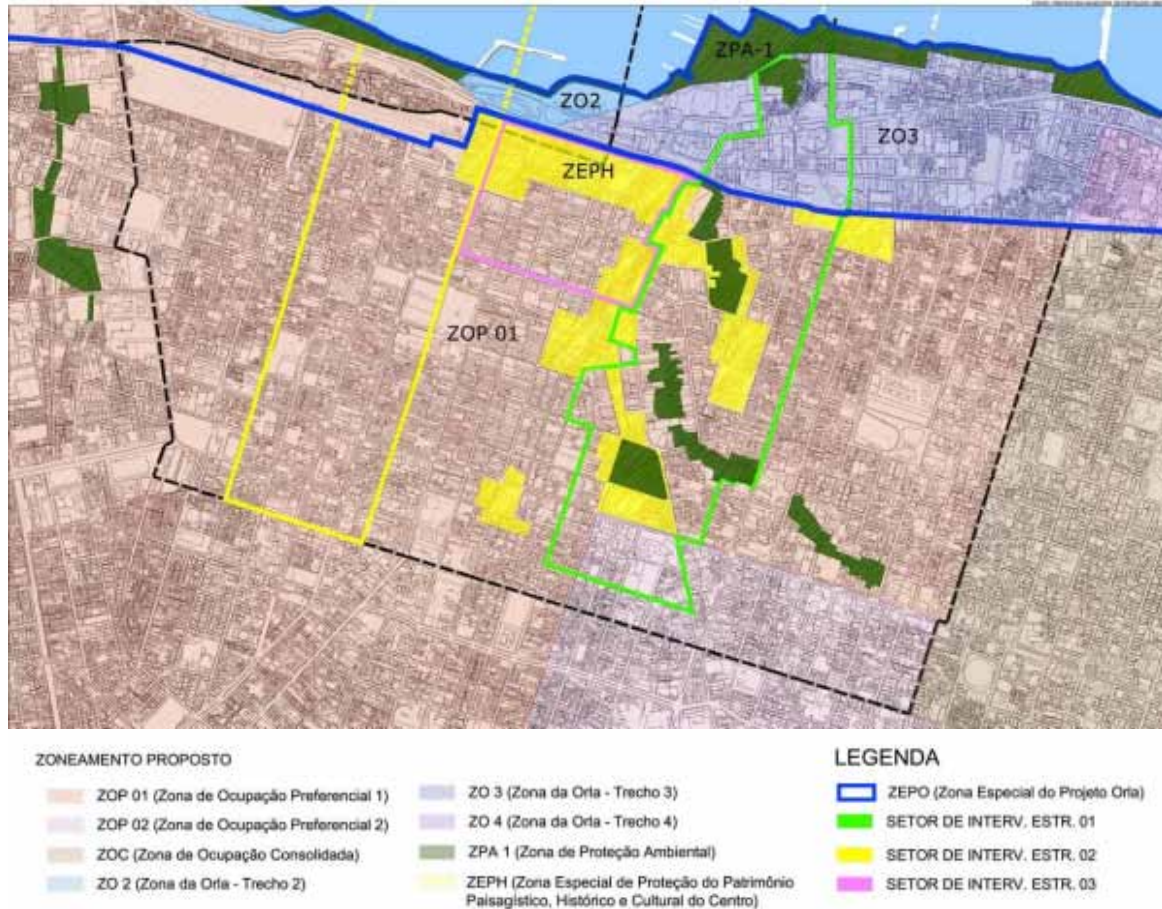 ZPA-1
ZO2
ZO3
ZEPH
ZOP 01
ZONEAMENTO PROPOSTO
ZOP 01 (Zona de Ocupação Preferencial 1)
ZOP 02 (Zona de Ocupação Preferencial 2)
ZOC (Zona de Ocupação Consolidada)
ZO 2 (Zona da Orla - Trecho 2)
ZO 3 (Zona da Orla - Trecho 3)
ZO 4 (Zona da Orla - Trecho 4)
ZPA 1 (Zona de Proteção Ambiental)
ZEPH (Zona Especial de Proteção do Patrimônio
Paisagístico, Histórico e Cultural do Centro)
LEGENDA
ZEPO (Zona Especial do Projeto Orla)
SETOR DE INTERV. ESTR. 01
SETOR DE INTERV. ESTR. 02
SETOR DE INTERV. ESTR. 03